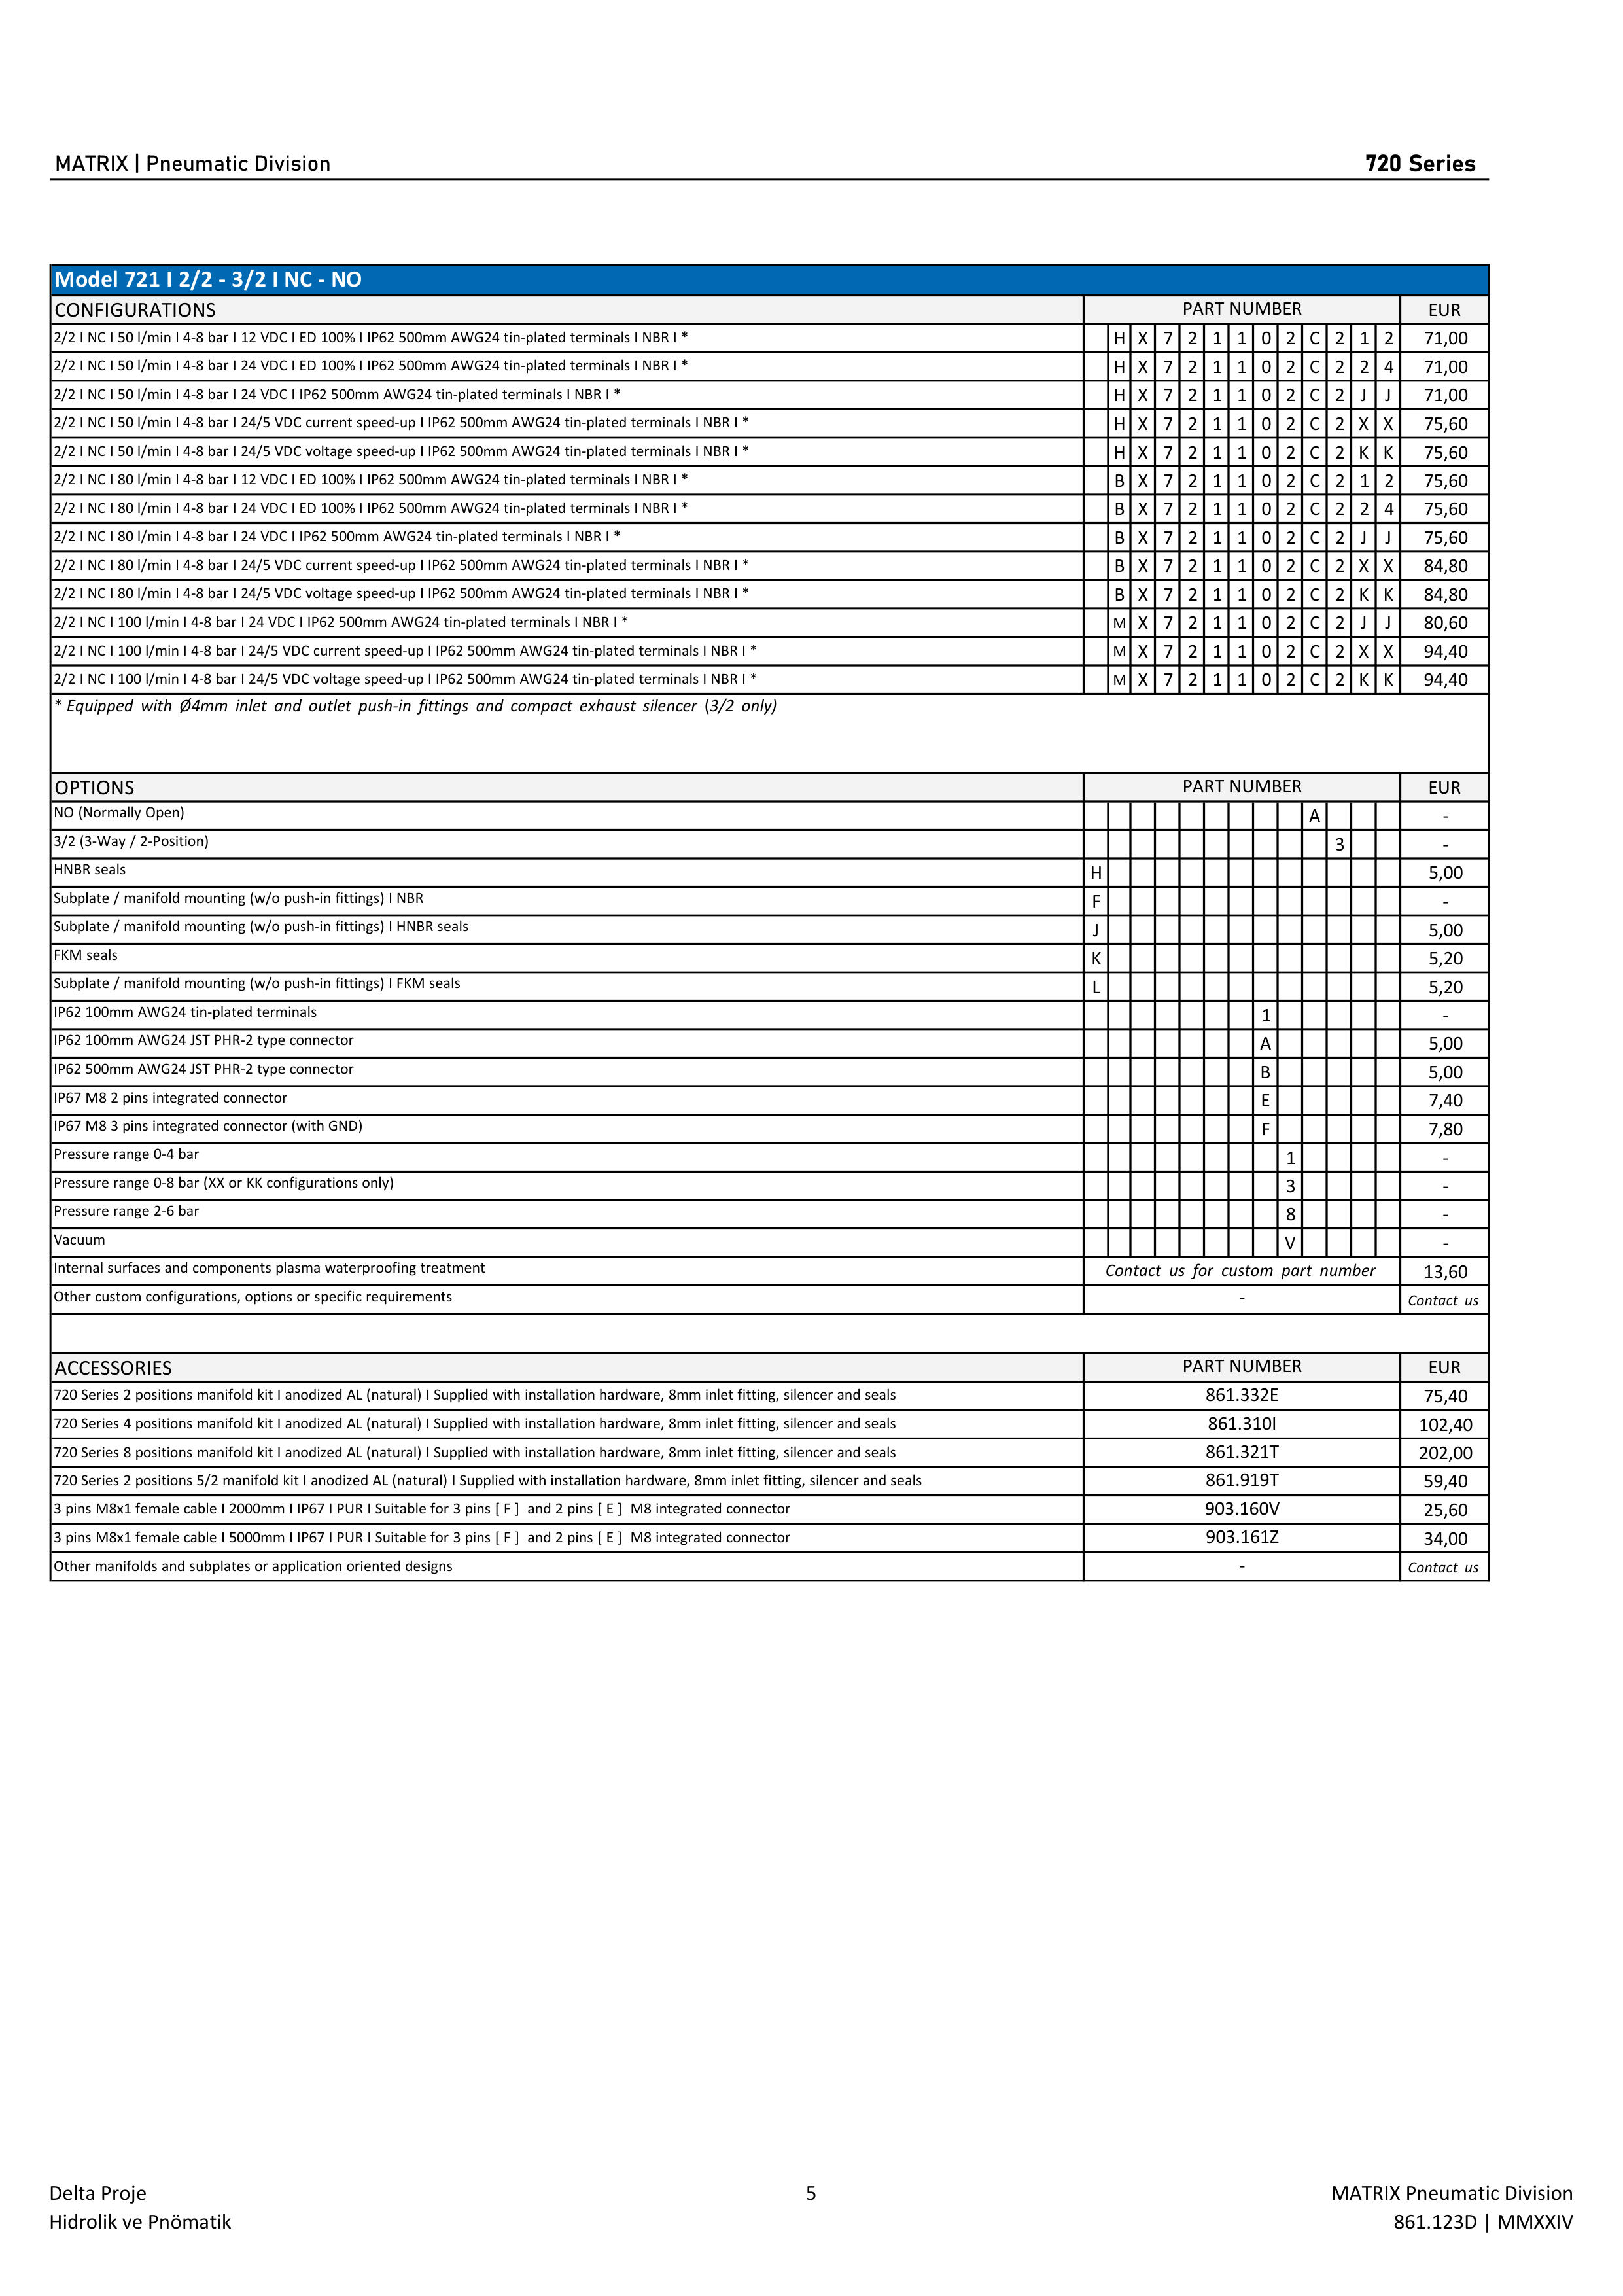 MATRIX | Pneumatic Division 720 Series
Model 721 I 2/2 - 3/2 I NC - NO
CONFIGURATIONS PART NUMBER EUR
2/2 I NC I 50 l/min I 4-8 bar I 12 VDC I ED 100% I IP62 500mm AWG24 tin-plated terminals I NBR I * H X 7 2 1 1 0 2 C 2 1 2 71,00
2/2 I NC I 50 l/min I 4-8 bar I 24 VDC I ED 100% I IP62 500mm AWG24 tin-plated terminals I NBR I * H X 7 2 1 1 0 2 C 2 2 4 71,00
2/2 I NC I 50 l/min I 4-8 bar I 24 VDC I IP62 500mm AWG24 tin-plated terminals I NBR I * H X 7 2 1 1 0 2 C 2 J J 71,00
2/2 I NC I 50 l/min I 4-8 bar I 24/5 VDC current speed-up I IP62 500mm AWG24 tin-plated terminals I NBR I * H X 7 2 1 1 0 2 C 2 X X 75,60
2/2 I NC I 50 l/min I 4-8 bar I 24/5 VDC voltage speed-up I IP62 500mm AWG24 tin-plated terminals I NBR I * H X 7 2 1 1 0 2 C 2 K K 75,60
2/2 I NC I 80 l/min I 4-8 bar I 12 VDC I ED 100% I IP62 500mm AWG24 tin-plated terminals I NBR I * B X 7 2 1 1 0 2 C 2 1 2 75,60
2/2 I NC I 80 l/min I 4-8 bar I 24 VDC I ED 100% I IP62 500mm AWG24 tin-plated terminals I NBR I * B X 7 2 1 1 0 2 C 2 2 4 75,60
2/2 I NC I 80 l/min I 4-8 bar I 24 VDC I IP62 500mm AWG24 tin-plated terminals I NBR I * B X 7 2 1 1 0 2 C 2 J J 75,60
2/2 I NC I 80 l/min I 4-8 bar I 24/5 VDC current speed-up I IP62 500mm AWG24 tin-plated terminals I NBR I * B X 7 2 1 1 0 2 C 2 X X 84,80
2/2 I NC I 80 l/min I 4-8 bar I 24/5 VDC voltage speed-up I IP62 500mm AWG24 tin-plated terminals I NBR I * B X 7 2 1 1 0 2 C 2 K K 84,80
2/2 I NC I 100 l/min I 4-8 bar I 24 VDC I IP62 500mm AWG24 tin-plated terminals I NBR I * M X 7 2 1 1 0 2 C 2 J J 80,60
2/2 I NC I 100 l/min I 4-8 bar I 24/5 VDC current speed-up I IP62 500mm AWG24 tin-plated terminals I NBR I * M X 7 2 1 1 0 2 C 2 X X 94,40
2/2 I NC I 100 l/min I 4-8 bar I 24/5 VDC voltage speed-up I IP62 500mm AWG24 tin-plated terminals I NBR I * M X 7 2 1 1 0 2 C 2 K K 94,40
* Equipped with Ø4mm inlet and outlet push-in fittings and compact exhaust silencer (3/2 only)
OPTIONS PART NUMBER EUR
NO (Normally Open) A -
3/2 (3-Way / 2-Position) 3 -
HNBR seals H 5,00
Subplate / manifold mounting (w/o push-in fittings) I NBR F -
Subplate / manifold mounting (w/o push-in fittings) I HNBR seals J 5,00
FKM seals K 5,20
Subplate / manifold mounting (w/o push-in fittings) I FKM seals L 5,20
IP62 100mm AWG24 tin-plated terminals 1 -
IP62 100mm AWG24 JST PHR-2 type connector A 5,00
IP62 500mm AWG24 JST PHR-2 type connector B 5,00
IP67 M8 2 pins integrated connector E 7,40
IP67 M8 3 pins integrated connector (with GND) F 7,80
Pressure range 0-4 bar 1 -
Pressure range 0-8 bar (XX or KK configurations only) 3 -
Pressure range 2-6 bar 8 -
Vacuum V -
Internal surfaces and components plasma waterproofing treatment Contact us for custom part number 13,60
Other custom configurations, options or specific requirements - Contact us
ACCESSORIES PART NUMBER EUR
720 Series 2 positions manifold kit I anodized AL (natural) I Supplied with installation hardware, 8mm inlet fitting, silencer and seals 861.332E 75,40
720 Series 4 positions manifold kit I anodized AL (natural) I Supplied with installation hardware, 8mm inlet fitting, silencer and seals 861.310I 102,40
720 Series 8 positions manifold kit I anodized AL (natural) I Supplied with installation hardware, 8mm inlet fitting, silencer and seals 861.321T 202,00
720 Series 2 positions 5/2 manifold kit I anodized AL (natural) I Supplied with installation hardware, 8mm inlet fitting, silencer and seals 861.919T 59,40
3 pins M8x1 female cable I 2000mm I IP67 I PUR I Suitable for 3 pins [ F ] and 2 pins [ E ] M8 integrated connector 903.160V 25,60
3 pins M8x1 female cable I 5000mm I IP67 I PUR I Suitable for 3 pins [ F ] and 2 pins [ E ] M8 integrated connector 903.161Z 34,00
Other manifolds and subplates or application oriented designs - Contact us
Delta Proje 5 MATRIX Pneumatic Division
Hidrolik ve Pnömatik 861.123D | MMXXIV